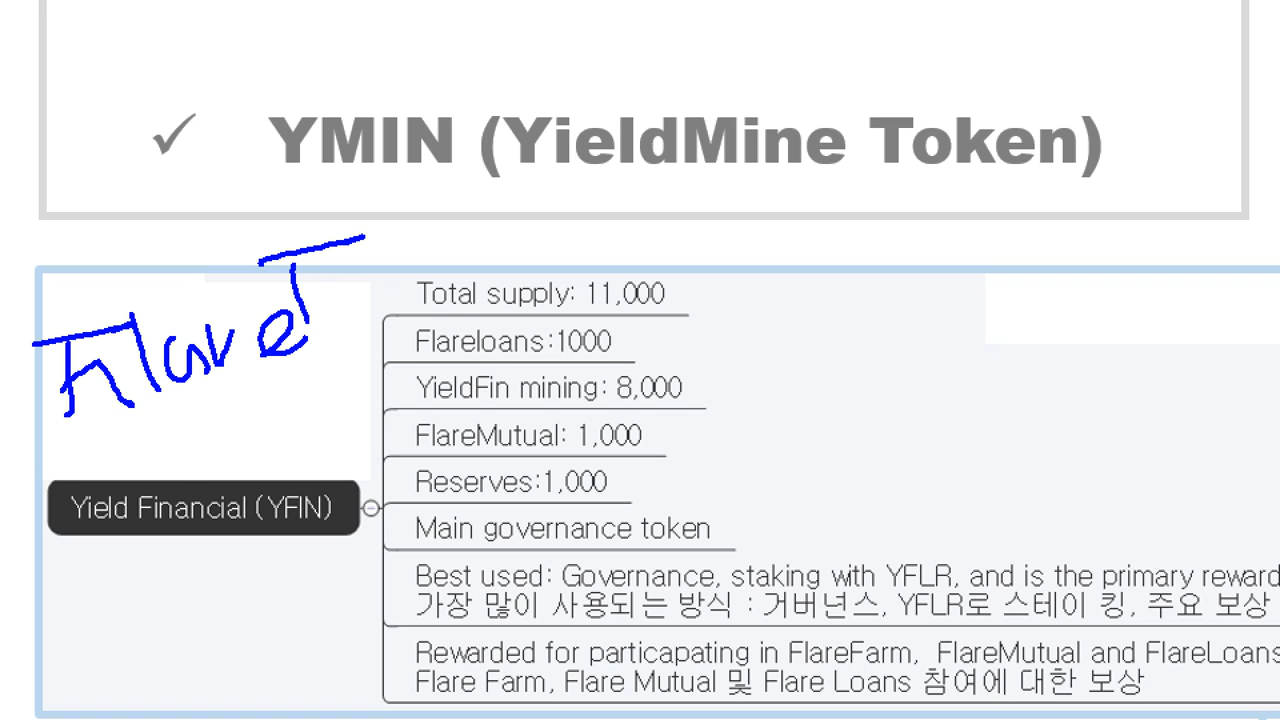 ✓ YMIN (YieldMine Token)
Flare
Total supply: 11,000
Flareloans:1000
YieldFin mining: 8,000
FlareMutual: 1,000
Reserves:1,000
Yield Financial (YFIN)
Main governance token
Best used: Governance, staking with YFLR, and is the primary reward
가장 많이 사용되는 방식 : 거버넌스, YFLR로 스테이 킹, 주요 보상
Rewarded for particapating in FlareFarm, FlareMutual and FlareLoans
Flare Farm, Flare Mutual 및 Flare Loans 참여에 대한 보상